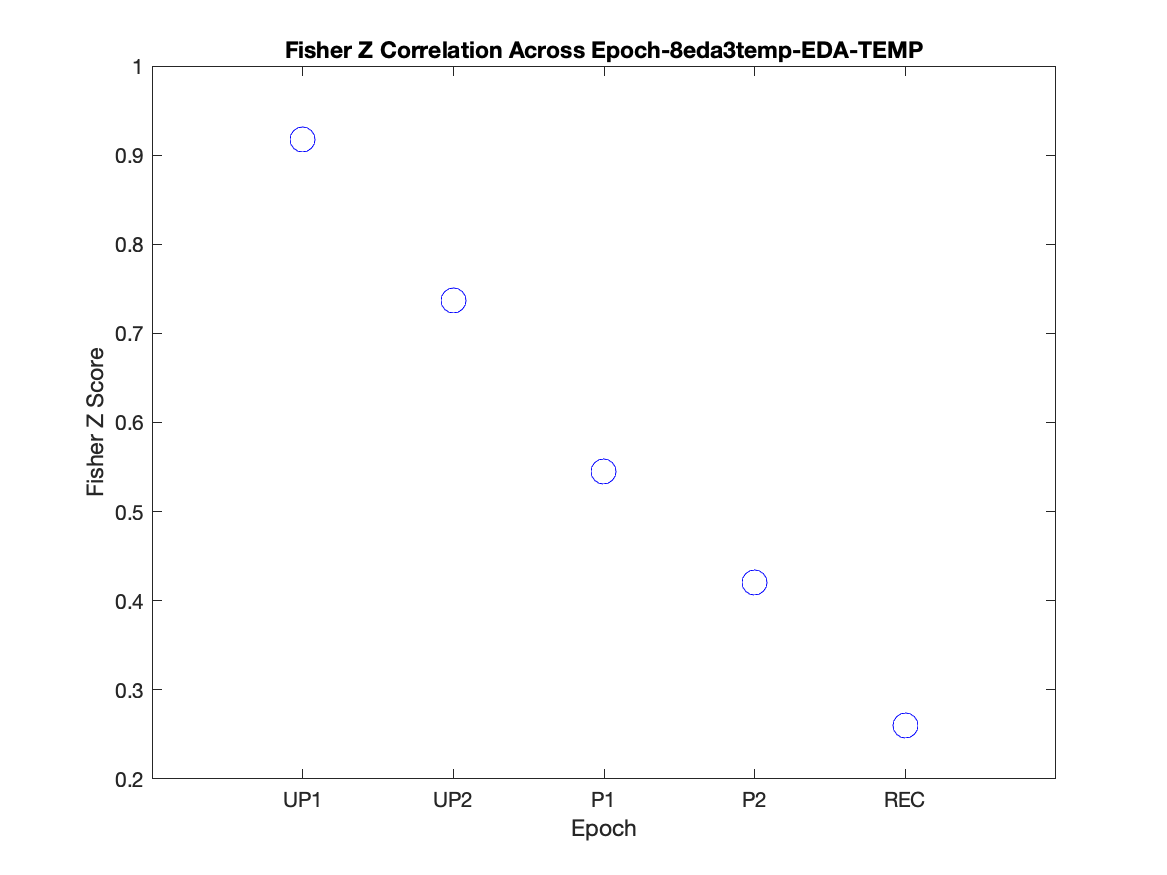 Fisher Z Correlation Across Epoch-8eda3temp-EDA-TEMP
1
0.9
0.8
0.7
0.6
0.5
0.4
0.3
0.2
Fisher Z Score
UP1 UP2 P1 P2 REC
Epoch